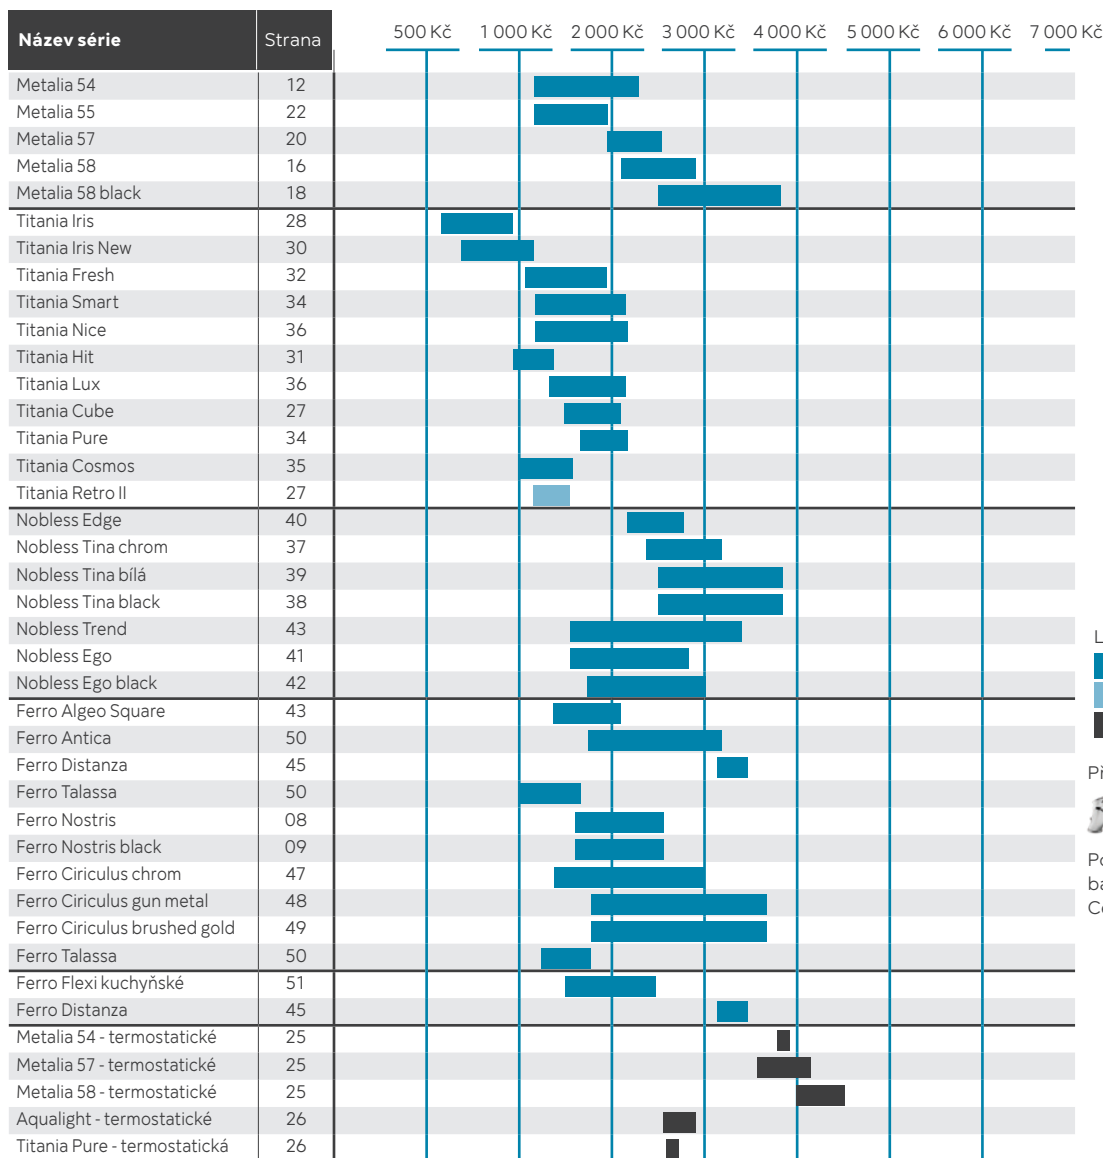 Název série Strana 500 Kč 1 000 Kč 2 000 Kč 3 000 Kč 4 000 Kč 5 000 Kč 6 000 Kč 7 000 Kč
Metalia 54 12
Metalia 55 22
Metalia 57 20
Metalia 58 16
Metalia 58 black 18
Titania Iris 28
Titania Iris New 30
Titania Fresh 32
Titania Smart 34
Titania Nice 36
Titania Hit 31
Titania Lux 36
Titania Cube 27
Titania Pure 34
Titania Cosmos 35
Titania Retro II 27
Nobless Edge 40
Nobless Tina chrom 37
Nobless Tina bílá 39
Nobless Tina black 38
Nobless Trend 43
Nobless Ego 41
Nobless Ego black 42
Ferro Algeo Square 43
Ferro Antica 50
Ferro Distanza 45
Ferro Talassa 50
Ferro Nostris 08
Ferro Nostris black 09
Ferro Ciriculus chrom 47
Ferro Ciriculus gun metal 48
Ferro Ciriculus brushed gold 49
Ferro Talassa 50
Ferro Flexi kuchyňské 51
Ferro Distanza 45
Metalia 54 - termostatické 25
Metalia 57 - termostatické 25
Metalia 58 - termostatické 25
Aqualight - termostatické 26
Titania Pure - termostatická 26